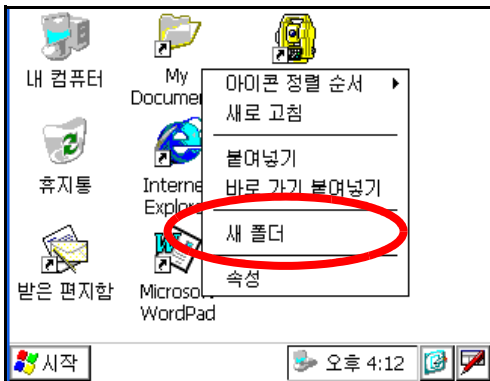 내 컴퓨터
My
Docume
휴지통
Interne
Explor
받은 편지함
Microso
WordPad
아이콘 정렬 순서
새로 고침
붙여넣기
바로 가기 붙여넣기
새 폴더
속성
시작
오후 4:12